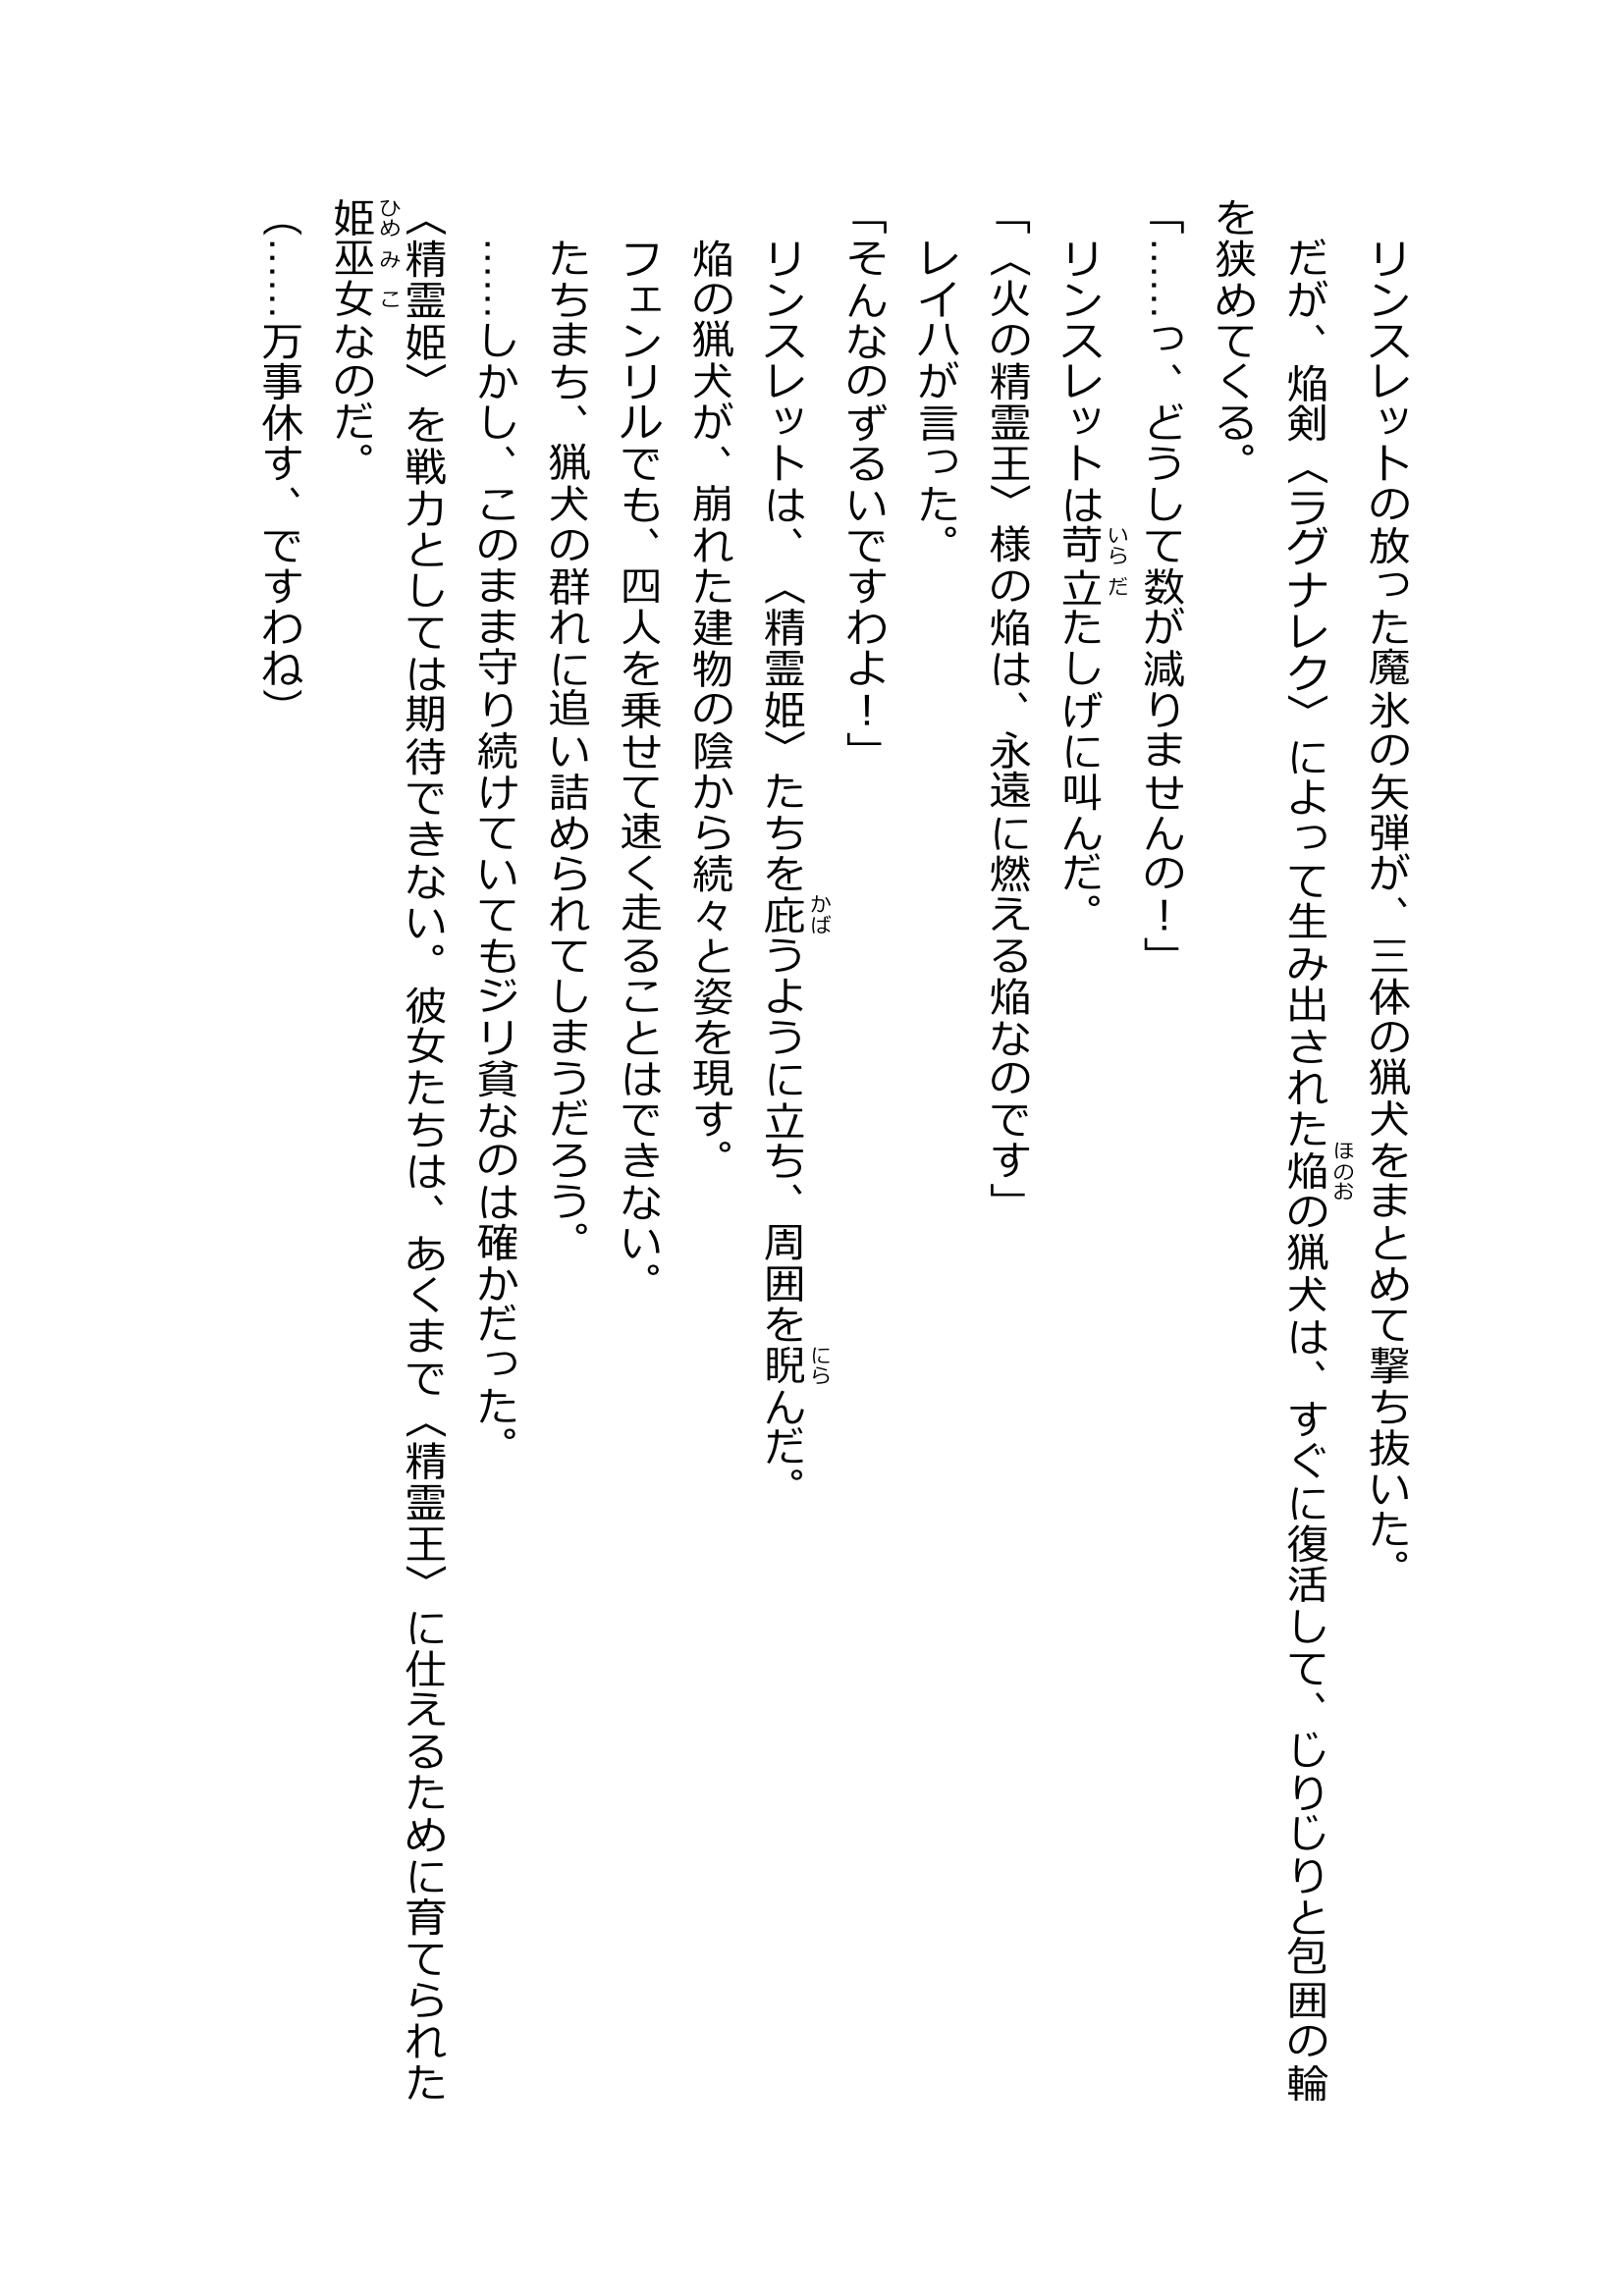 リンスレットの放った魔氷の矢弾が、三体の猟犬をまとめて撃ち抜いた。
だが、焔剣〈ラグナレク〉によって生み出された焔の猟犬は、すぐに復活して、じりじりと包囲の輪
を狭めてくる。
「……っ、どうして数が減りませんの！」
リンスレットは苛立たしげに叫んだ。
「〈火の精霊王〉様の焔は、永遠に燃える焔なのです」
レイハが言った。
「そんなのずるいですわよ！」
リンスレットは、〈精霊姫〉たちを庇うように立ち、周囲を睨んだ。
焔の猟犬が、崩れた建物の陰から続々と姿を現す。
フェンリルでも、四人を乗せて速く走ることはできない。
たちまち、猟犬の群れに追い詰められてしまうだろう。
……しかし、このまま守り続けていてもジリ貧なのは確かだった。
〈精霊姫〉を戦力としては期待できない。彼女たちは、あくまで〈精霊王〉に仕えるために育てられた
姫巫女なのだ。
（……万事休す、ですわね）